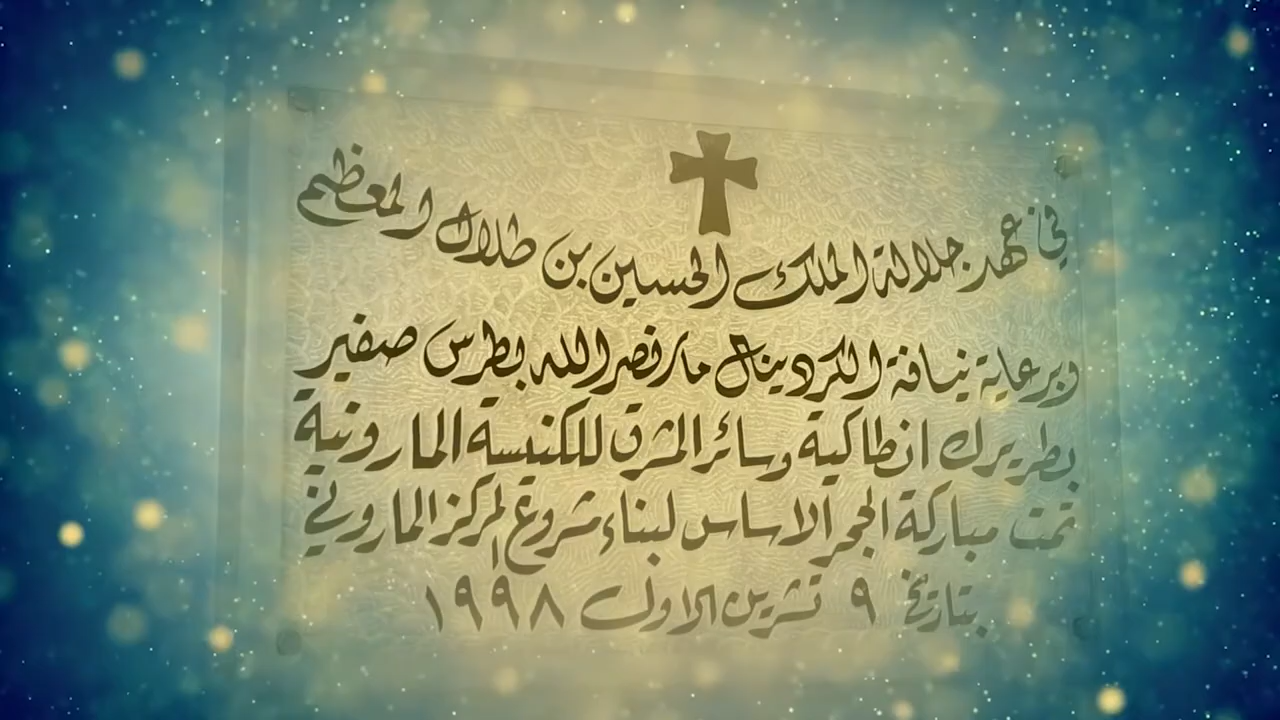 في عهد جلالة الملك الحسين بن طلال المعظم
وبرعاية نيافة الكردينال مار نصر الله بطرس صفير
بطريرك انطاكية وسائر المشرق للكنيسة المارونية
تمت مباركة الحجر الاساس لبناء مشروع المركز الماروني
بتاريخ ٩ تشرين الاول ١٩٩٨